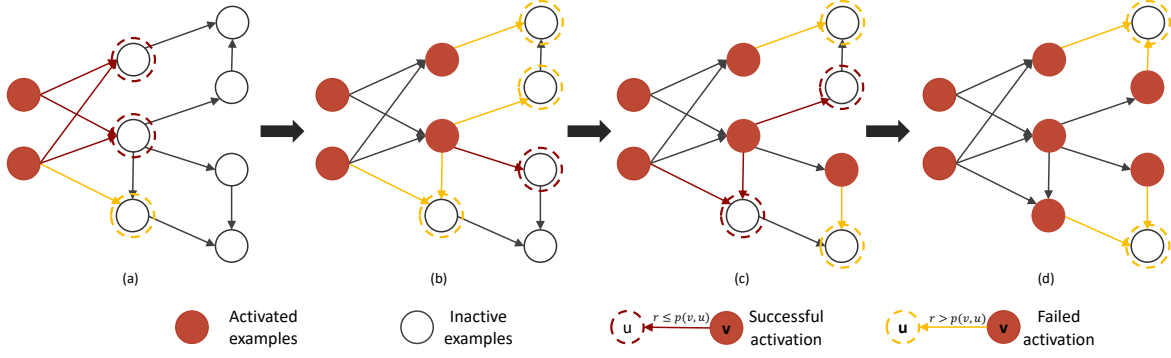 (a)
(b)
(c)
(d)
Activated
examples
Inactive
examples
u
r ≤ p(v, u)
v
Successful
activation
u
r > p(v, u)
v
Failed
activation